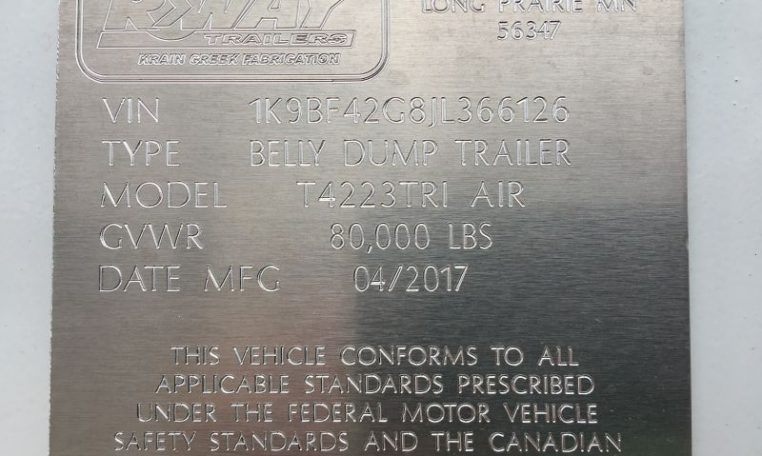 RWAY
TRAILERS
KRAIN CREEK FABRICATION
LONG PRAIRIE MN
56347
VIN 1K9BF42G8JL366126
TYPE BELLY DUMP TRAILER
MODEL T4223TRI AIR
GVWR 80,000 LBS
DATE MFG 04/2017
THIS VEHICLE CONFORMS TO ALL
APPLICABLE STANDARDS PRESCRIBED
UNDER THE FEDERAL MOTOR VEHICLE
SAFETY STANDARDS AND THE CANADIAN